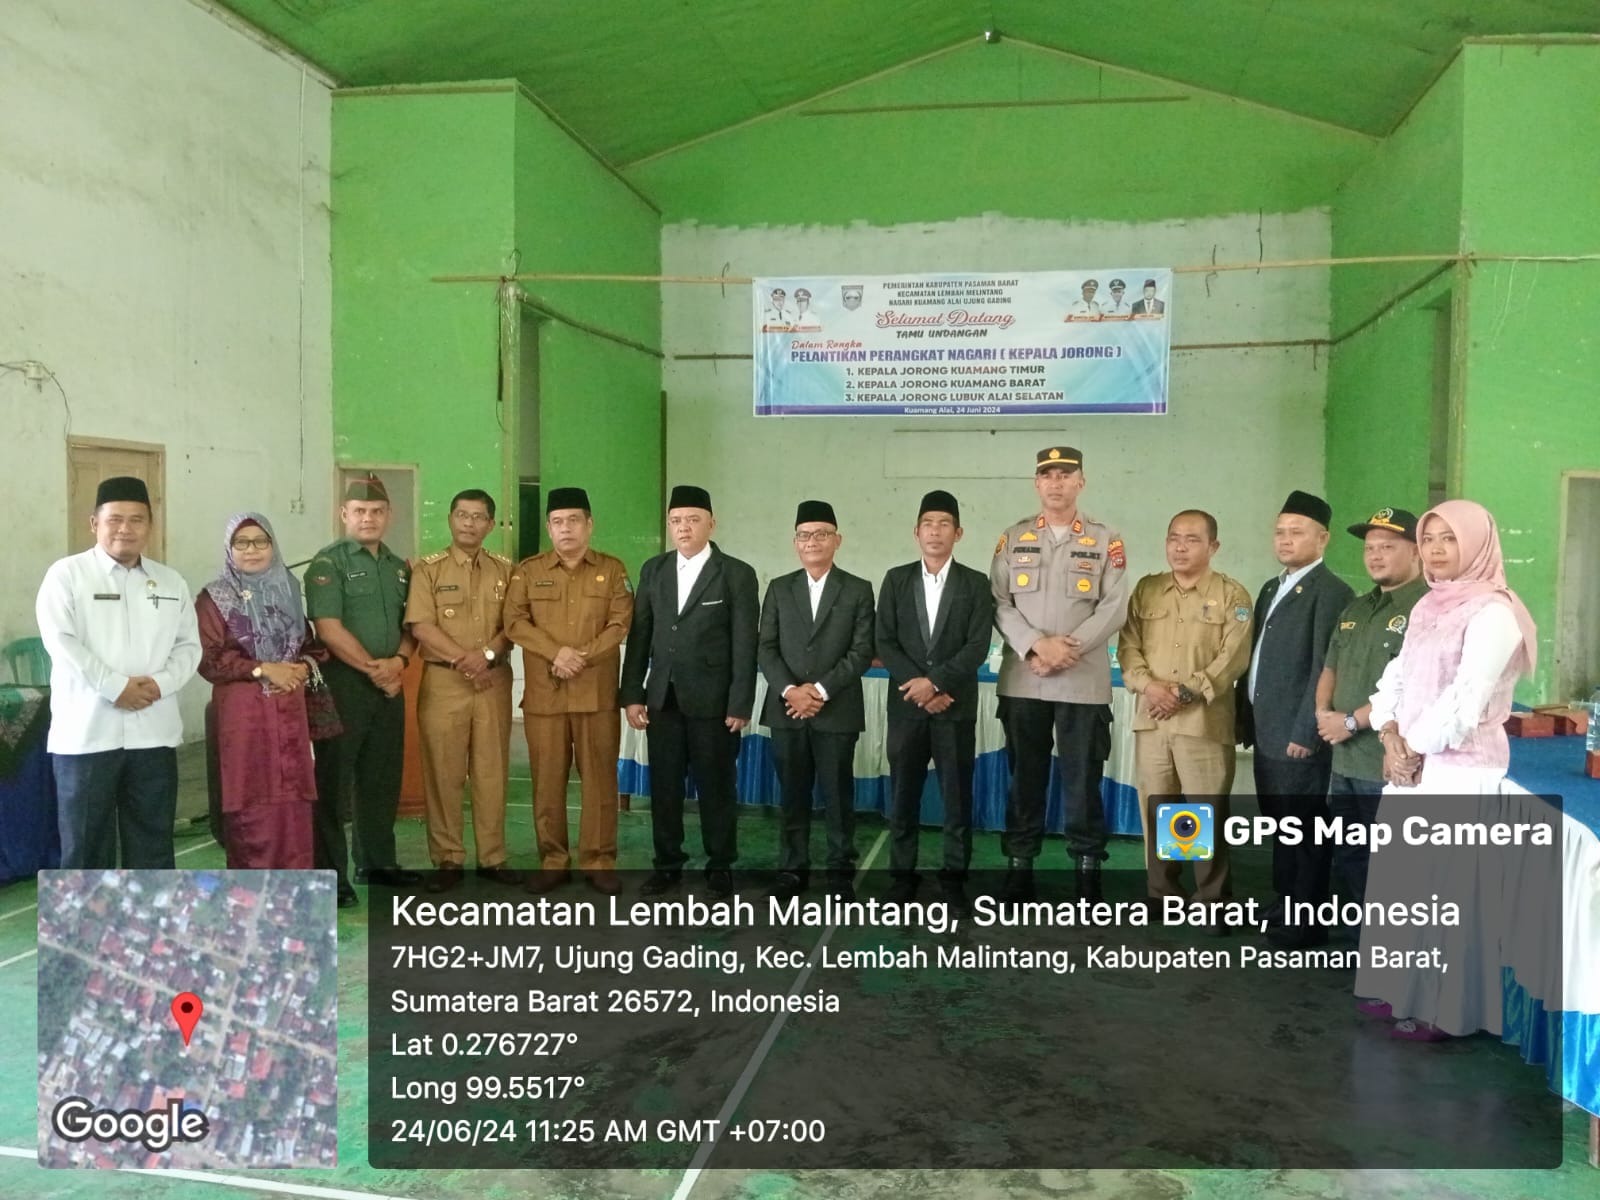 PEMERINTAH KABUPATEN PASAMAN BARAT
KECAMATAN LEMBAH MELINTANG
NAGARI KUAMANG ALAI UJUNG GADING
Selamat Datang
TAMU UNDANGAN
Dalam Rangka
PELANTIKAN PERANGKAT NAGARI ( KEPALA JORONG )
1. KEPALA JORONG KUAMANG TIMUR
2. KEPALA JORONG KUAMANG BARAT
3. KEPALA JORONG LUBUK ALAI SELATAN
Kuamang Alai, 24 Juni 2024
POLRI
GPS Map Camera
Kecamatan Lembah Malintang, Sumatera Barat, Indonesia
7HG2+JM7, Ujung Gading, Kec. Lembah Malintang, Kabupaten Pasaman Barat,
Sumatera Barat 26572, Indonesia
Lat 0.276727°
Long 99.5517°
24/06/24 11:25 AM GMT +07:00
Google